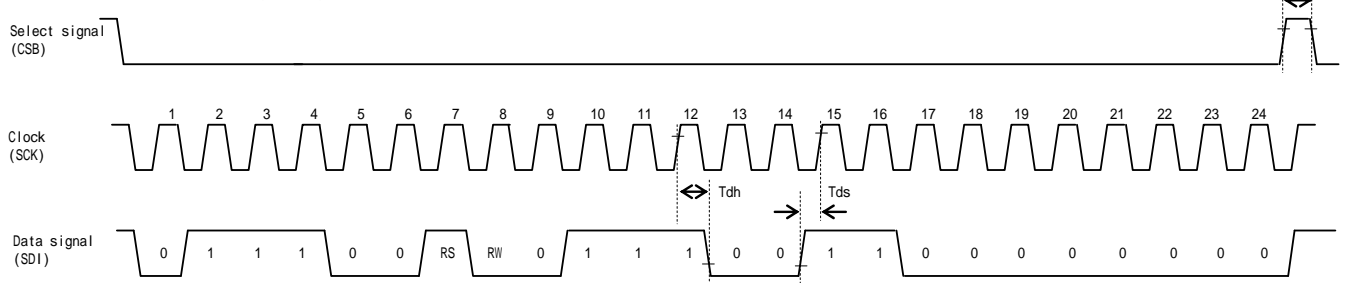 Select signal
(CSB)
1 2 3 4 5 6 7 8 9 10 11 12 13 14 15 16 17 18 19 20 21 22 23 24
Clock
(SCK)
Tdh Tds
Data signal
(SDI)
0 1 1 1 0 0 RS RW 0 1 1 1 0 0 1 1 0 0 0 0 0 0 0 0